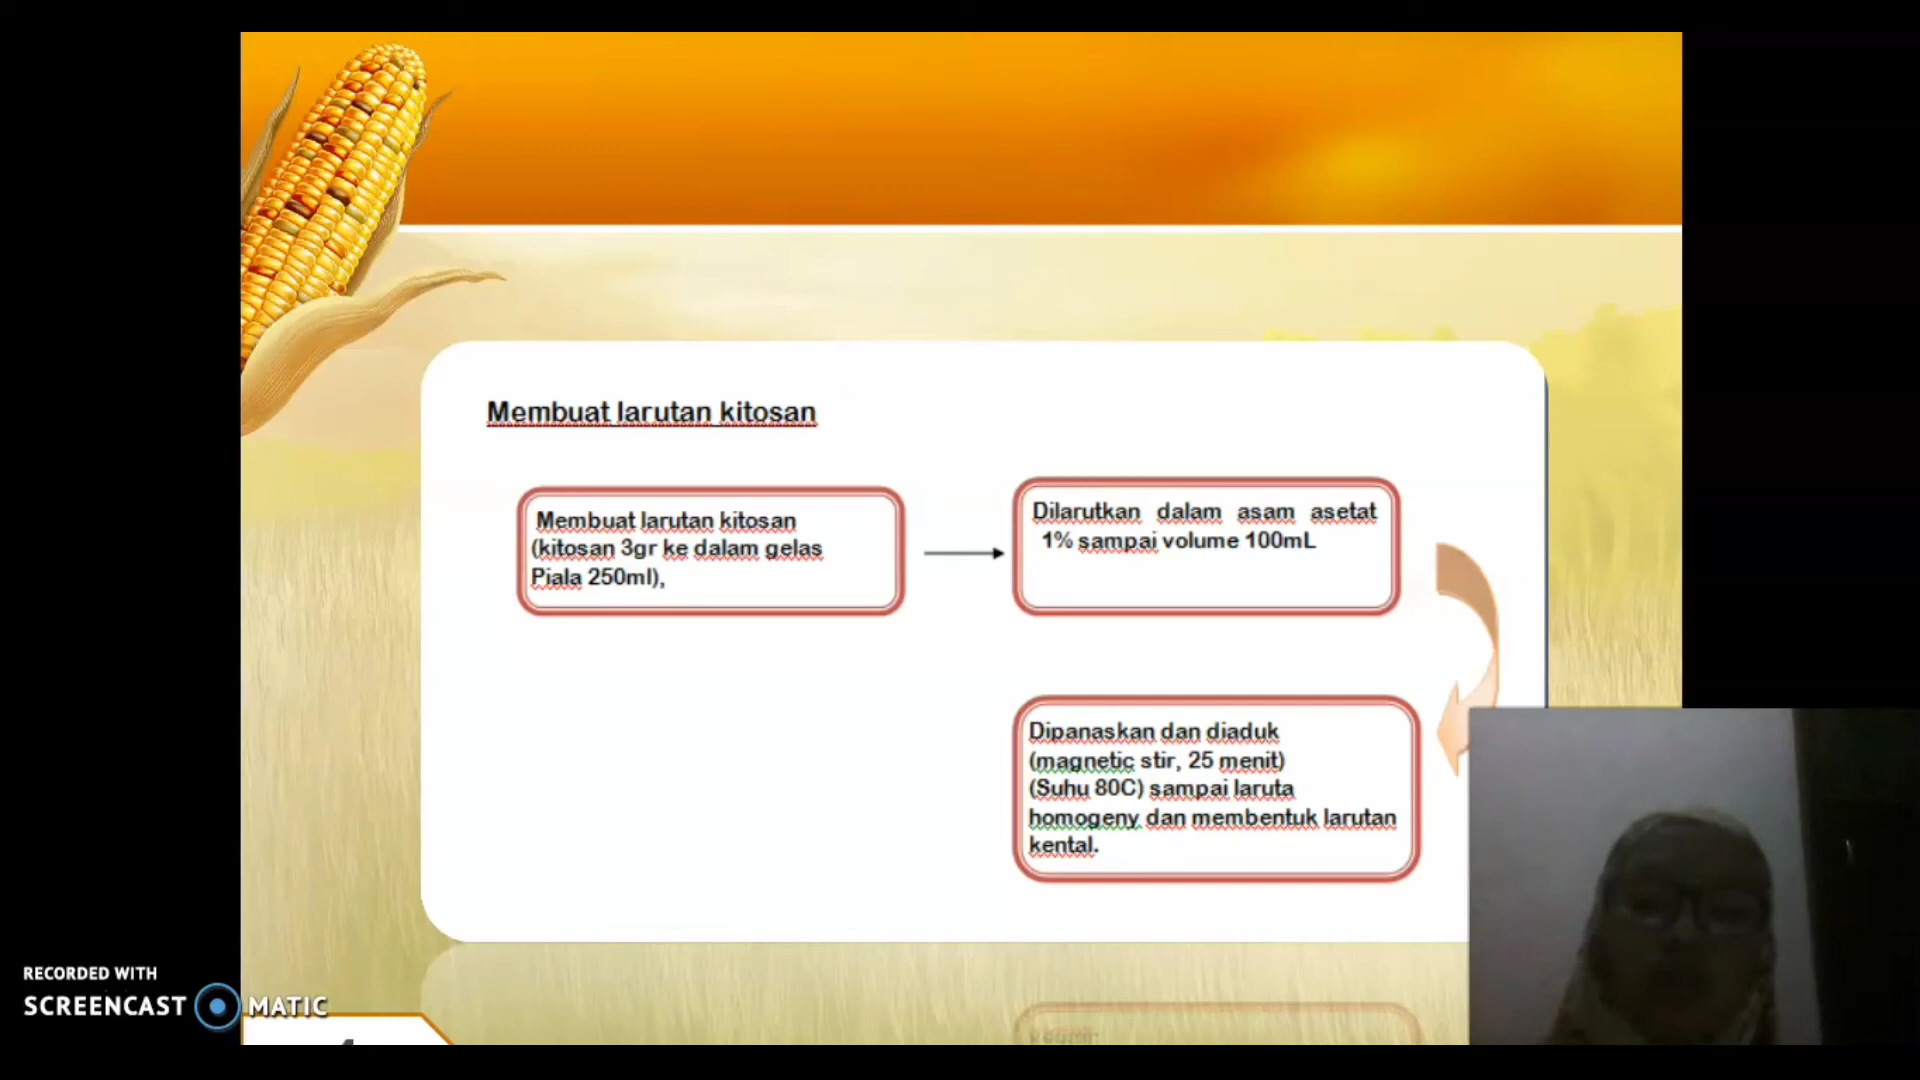 Membuat larutan kitosan
Membuat larutan kitosan
(kitosan 3gr ke dalam gelas
Piala 250ml),
Dilarutkan dalam asam asetat
1% sampai volume 100mL
Dipanaskan dan diaduk
(magnetic stir, 25 menit)
(Suhu 80C) sampai laruta
homogeny dan membentuk larutan
kental.
RECORDED WITH
SCREENCAST MATIC